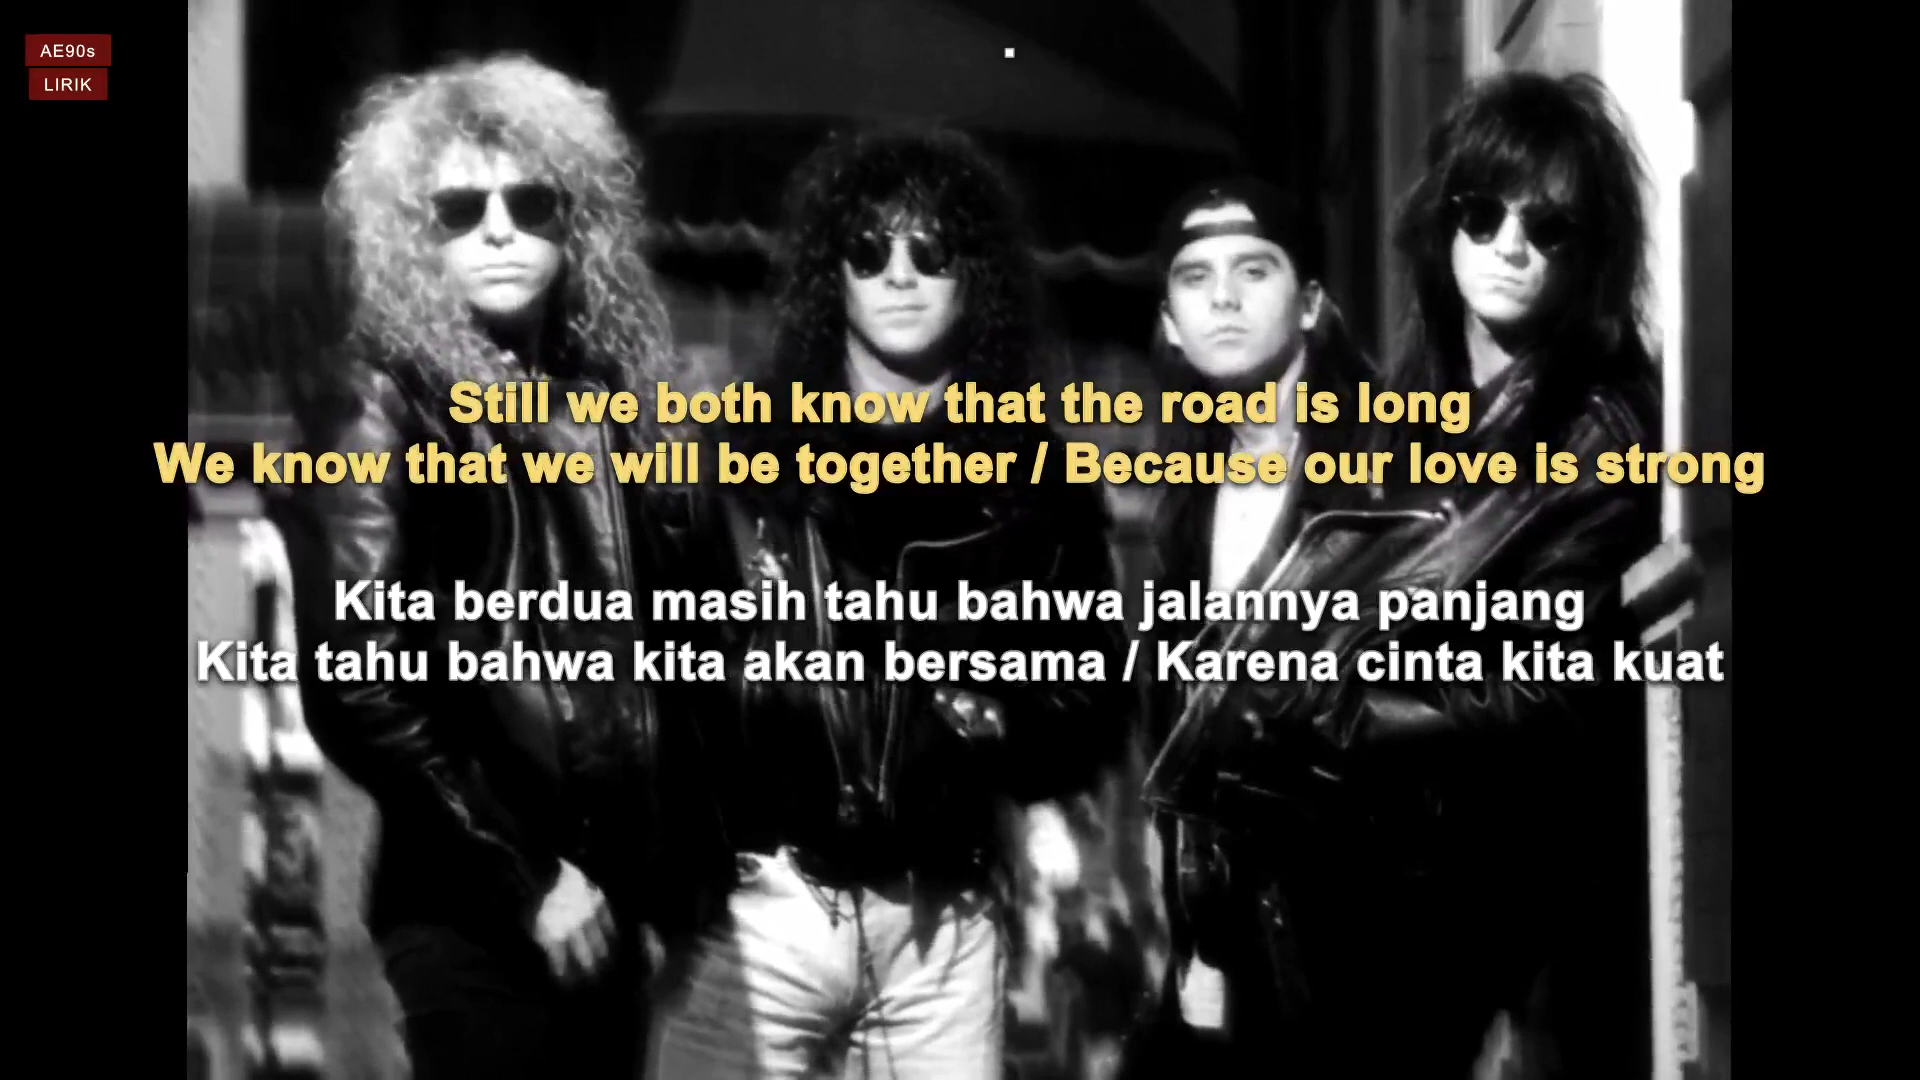 AE90s
LIRIK
Still we both know that the road is long
We know that we will be together / Because our love is strong
Kita berdua masih tahu bahwa jalannya panjang
Kita tahu bahwa kita akan bersama / Karena cinta kita kuat